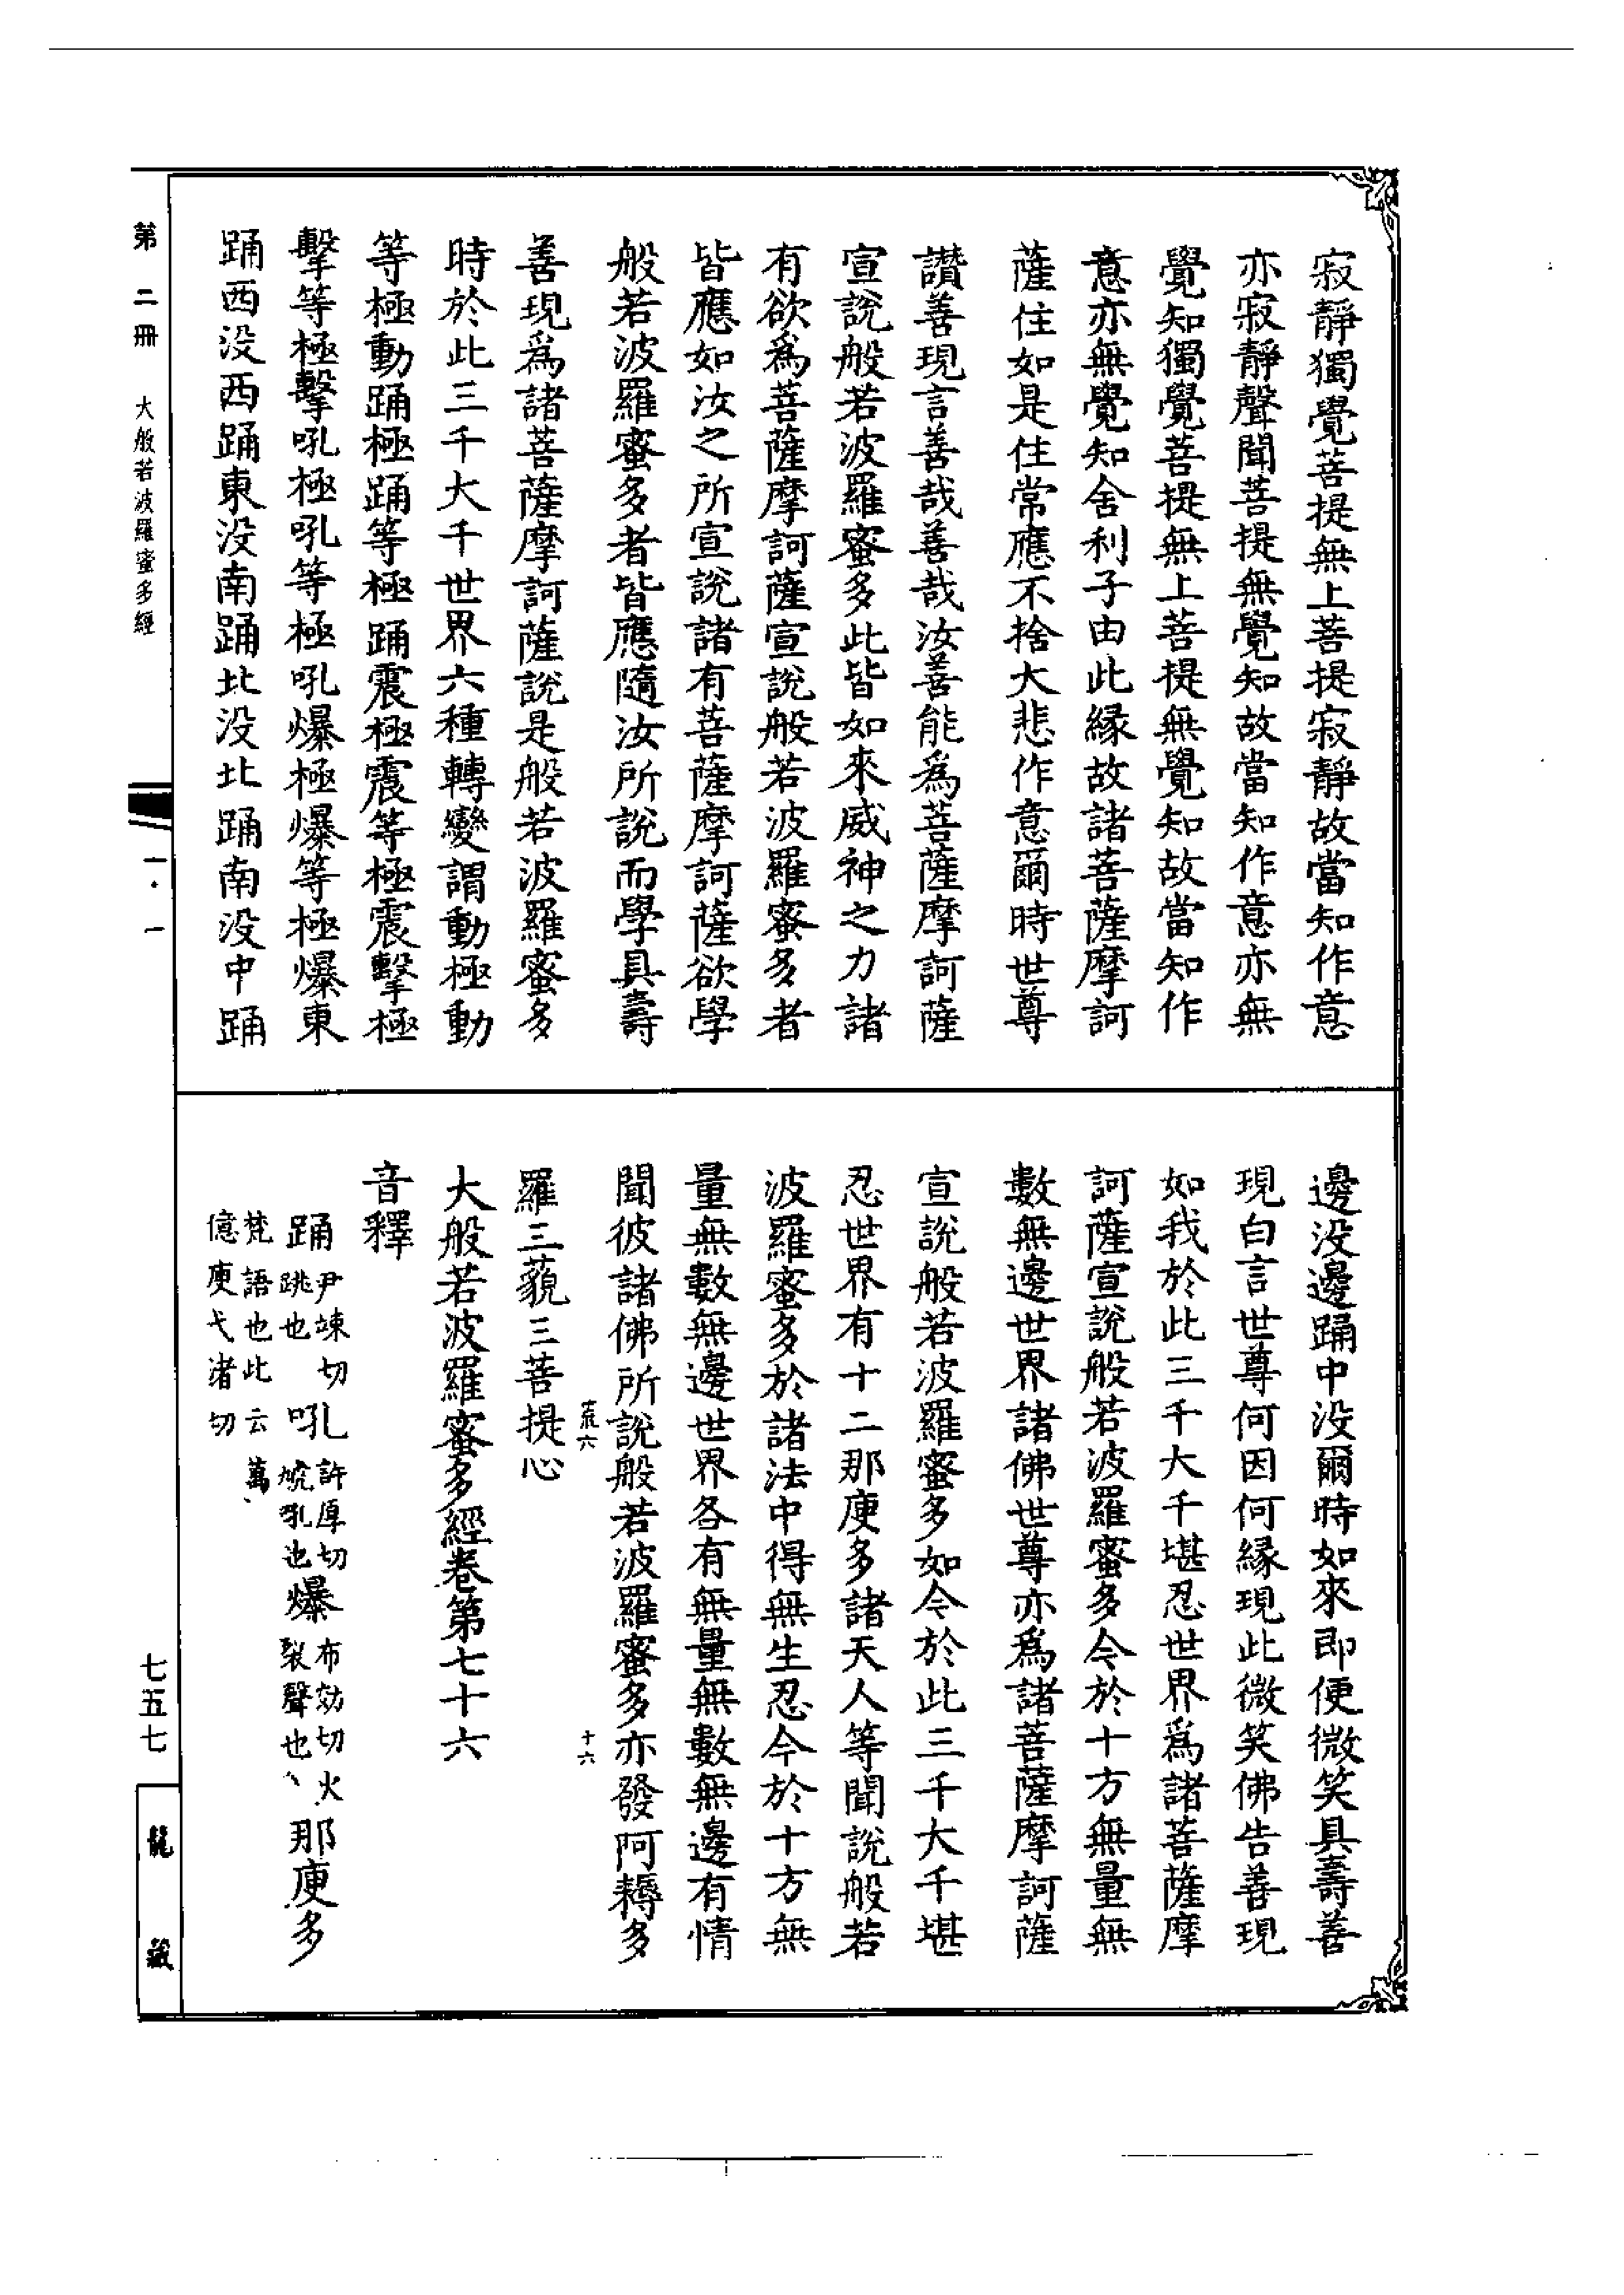 寂靜獨覺菩提無上菩提寂靜故當知作意
亦寂靜聲聞菩提無覺知故當知作意亦無
覺知獨覺菩提無上菩提無覺知故當知作
意亦無覺知舍利子由此緣故諸菩薩摩訶
薩住如是住常應不捨大悲作意爾時世尊
讚善現言善哉善哉汝善能爲菩薩摩訶薩
宣說般若波羅蜜多此皆如來威神之力諸
有欲爲菩薩摩訶薩宣說般若波羅蜜多者
皆應如汝之所宣說諸有菩薩摩訶薩欲學
般若波羅蜜多者皆應隨汝所說而學具壽
善現爲諸菩薩摩訶薩說是般若波羅蜜多
時於此三千大千世界六種轉變謂動極動
等極動踊極踊等極踊震極震等極震擊極
擊等極擊吼極吼等極吼爆極爆等極爆東
踊西没西踊東没南踊北没北踊南没中踊
邊没邊踊中没爾時如來即便微笑具壽善
現白言世尊何因何緣現此微笑佛告善現
如我於此三千大千堪忍世界爲諸菩薩摩
訶薩宣說般若波羅蜜多今於十方無量無
數無邊世界諸佛世尊亦爲諸菩薩摩訶薩
宣說般若波羅蜜多如今於此三千大千堪
忍世界有十二那庾多諸天人等聞說般若
波羅蜜多於諸法中得無生忍今於十方無
量無數無邊世界各有無量無數無邊有情
聞彼諸佛所說般若波羅蜜多亦發阿耨多
荒六 十六
羅三藐三菩提心
大般若波羅蜜多經卷第七十六
音釋
踊 尹竦切跳也 吼 許厚切㖃吼也 爆 布効切火裂聲也 那庾多
梵語也此云萬億庾弋渚切
第二冊 大般若波羅蜜多經
一·一
七五七
龍藏